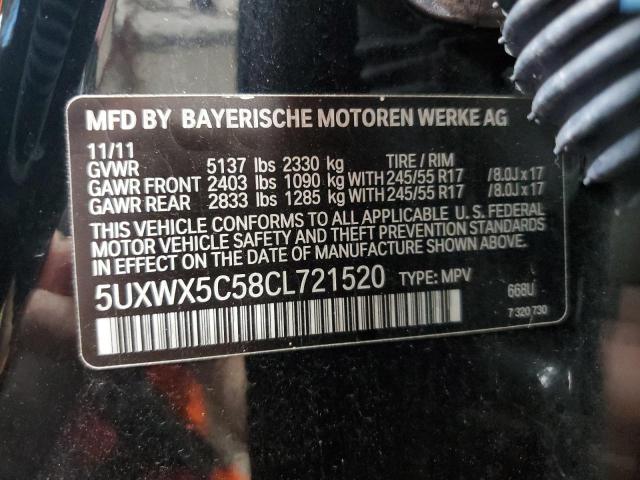 MFD BY BAYERISCHE MOTOREN WERKE AG
11/11
GVWR 5137 lbs 2330 kg TIRE / RIM
GAWR FRONT 2403 lbs 1090 kg WITH 245/55 R17 /8.0J x 17
GAWR REAR 2833 lbs 1285 kg WITH 245/55 R17 /8.0J x 17
THIS VEHICLE CONFORMS TO ALL APPLICABLE U. S. FEDERAL
MOTOR VEHICLE SAFETY AND THEFT PREVENTION STANDARDS
IN EFFECT ON THE DATE OF MANUFACTURE SHOWN ABOVE.
5UXWX5C58CL721520 TYPE: MPV 668U
7 320 730